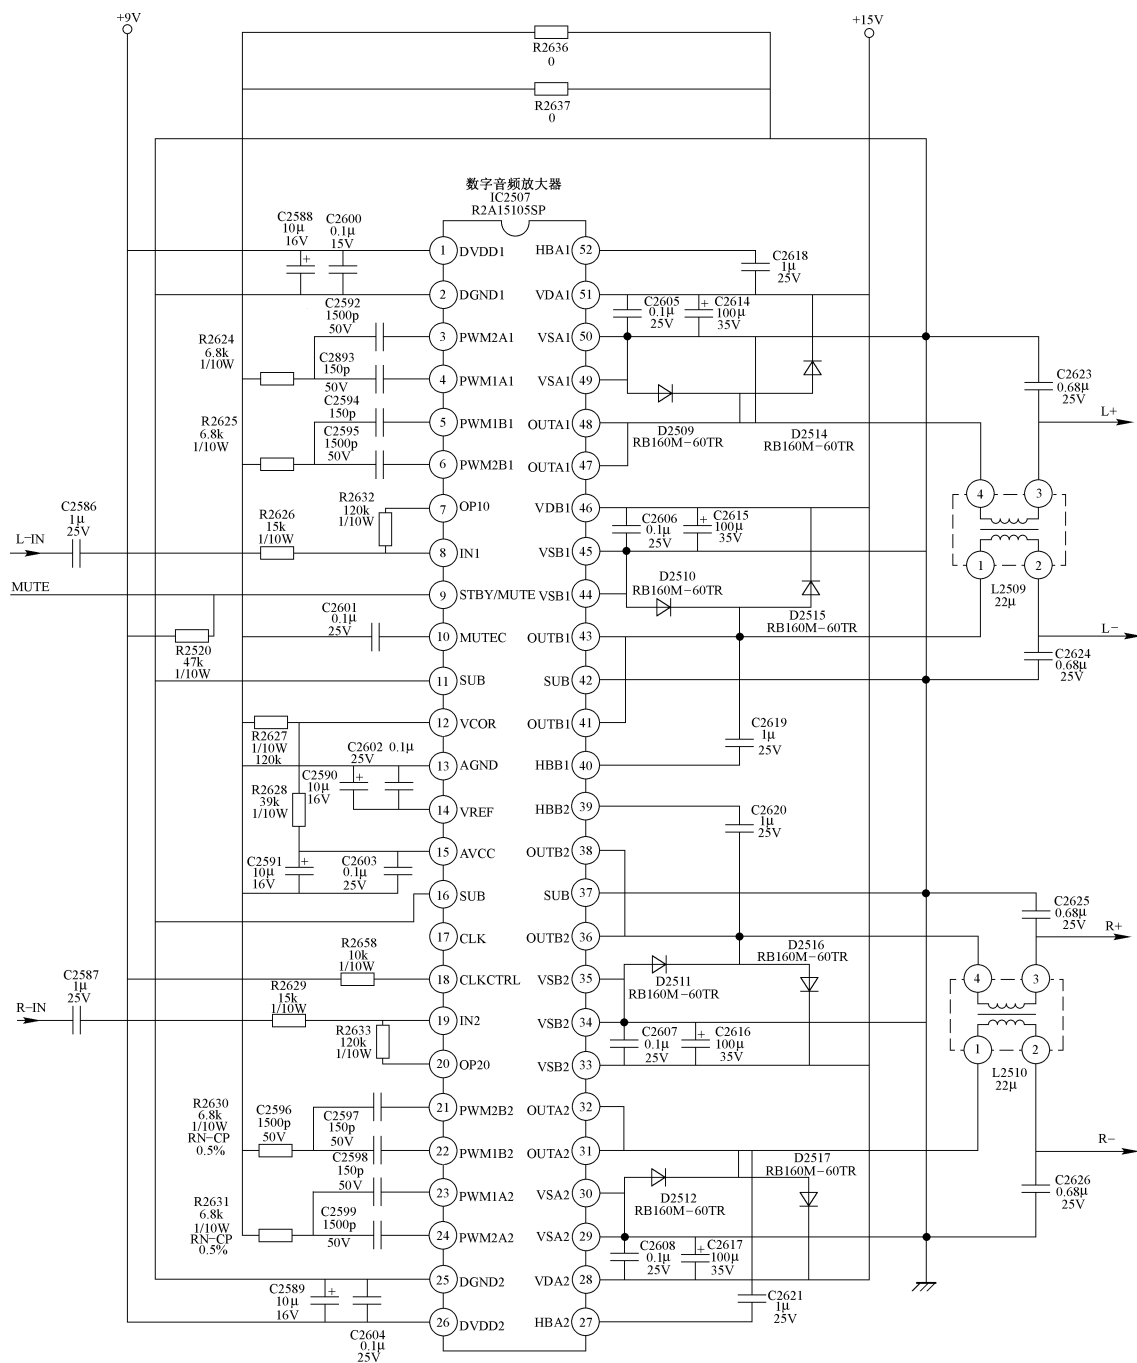 +9V
+15V
R2636
0
R2637
0
数字音频放大器
IC2507
R2A15105SP
C2588
10μ
16V
C2600
0.1μ
15V
1
DVDD1
2
DGND1
C2592
1500p
50V
3
PWM2A1
R2624
6.8k
1/10W
C2893
150p
50V
4
PWM1A1
C2594
150p
5
PWM1B1
R2625
6.8k
1/10W
C2595
1500p
50V
6
PWM2B1
R2632
120k
1/10W
7
OP10
C2586
1μ
25V
L-IN
R2626
15k
1/10W
8
IN1
MUTE
9
STBY/MUTE
R2520
47k
1/10W
C2601
0.1μ
25V
10
MUTEC
11
SUB
12
VCOR
R2627
1/10W
120k
C2602 0.1μ
25V
13
AGND
C2590
10μ
16V
R2628
39k
1/10W
14
VREF
15
AVCC
C2591
10μ
16V
C2603
0.1μ
25V
16
SUB
17
CLK
R2658
10k
1/10W
18
CLKCTRL
C2587
1μ
25V
R-IN
R2629
15k
1/10W
19
IN2
R2633
120k
1/10W
20
OP20
R2630
6.8k
1/10W
RN-CP
0.5%
C2596
1500p
50V
C2597
150p
50V
21
PWM2B2
22
PWM1B2
C2598
150p
50V
23
PWM1A2
R2631
6.8k
1/10W
RN-CP
0.5%
C2599
1500p
50V
24
PWM2A2
25
DGND2
C2589
10μ
16V
C2604
0.1μ
25V
26
DVDD2
HBA1
52
C2618
1μ
25V
VDA1
51
C2605
0.1μ
25V
C2614
100μ
35V
VSA1
50
VSA1
49
C2623
0.68μ
25V
L+
OUTA1
48
D2509
RB160M-60TR
D2514
RB160M-60TR
OUTA1
47
4
3
VDB1
46
C2606
0.1μ
25V
C2615
100μ
35V
VSB1
45
1
2
L2509
22μ
D2510
RB160M-60TR
VSB1
44
D2515
RB160M-60TR
OUTB1
43
L-
C2624
0.68μ
25V
SUB
42
OUTB1
41
C2619
1μ
25V
HBB1
40
HBB2
39
C2620
1μ
25V
OUTB2
38
SUB
37
C2625
0.68μ
25V
R+
OUTB2
36
D2516
RB160M-60TR
VSB2
35
D2511
RB160M-60TR
4
3
VSB2
34
C2607
0.1μ
25V
C2616
100μ
35V
1
2
L2510
22μ
VSB2
33
OUTA2
32
OUTA2
31
R-
D2517
RB160M-60TR
VSA2
30
D2512
RB160M-60TR
C2626
0.68μ
25V
VSA2
29
C2608
0.1μ
25V
C2617
100μ
35V
VDA2
28
C2621
1μ
25V
HBA2
27